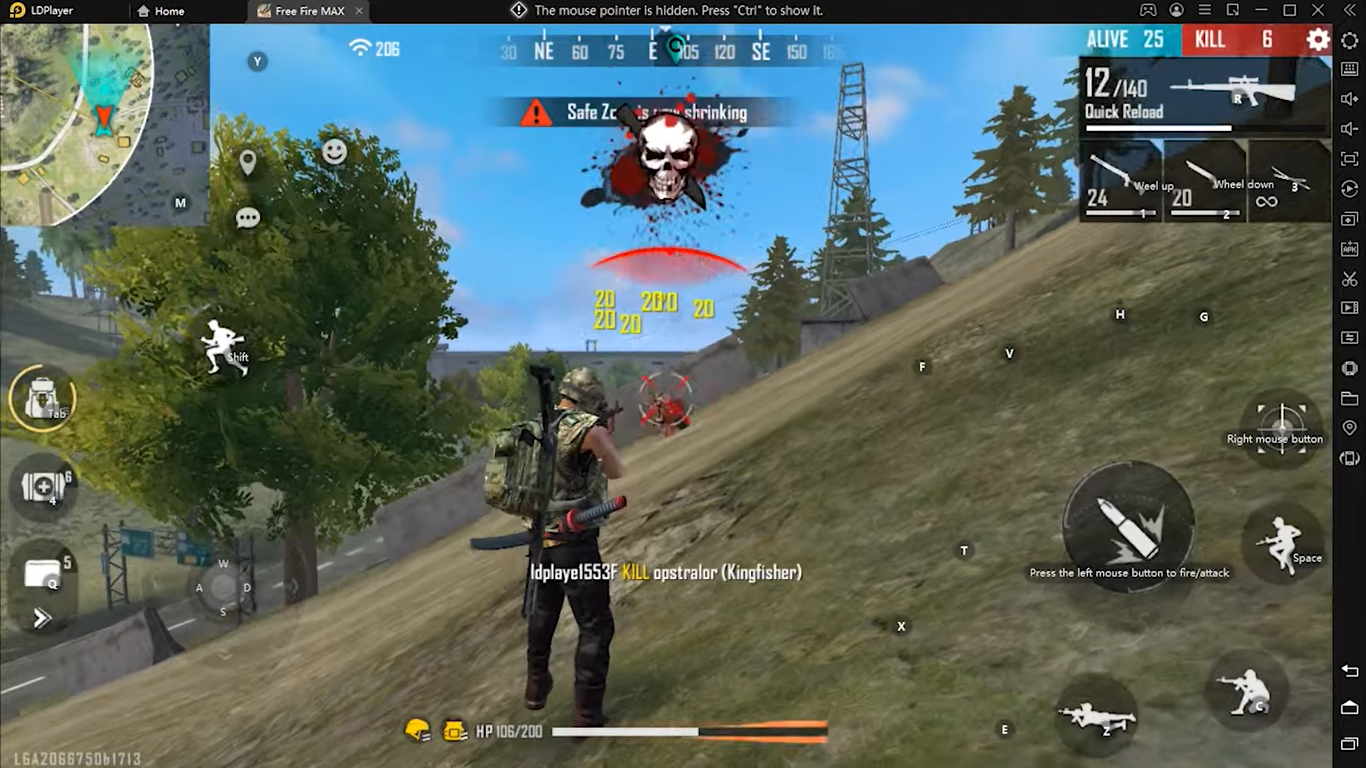 LDPlayer
Home
Free Fire MAX
The mouse pointer is hidden. Press "Ctrl" to show it.
206
30 NE 60 75 E 105 120 SE 150 165
ALIVE 25
KILL 6
Y
12/140
R
Quick Reload
Safe Zo is now shrinking
24
Weel up
1
20
Wheel down
2
3
∞
M
20 20 20
20 20
H
G
V
F
Shift
Tab
Right mouse button
6
4
5
Q
W
A
D
S
T
Space
Press the left mouse button to fire/attack
ldplaye1553F KILL opstralor (Kingfisher)
X
C
Z
E
HP 106/200
L6A2066750b1713
APK